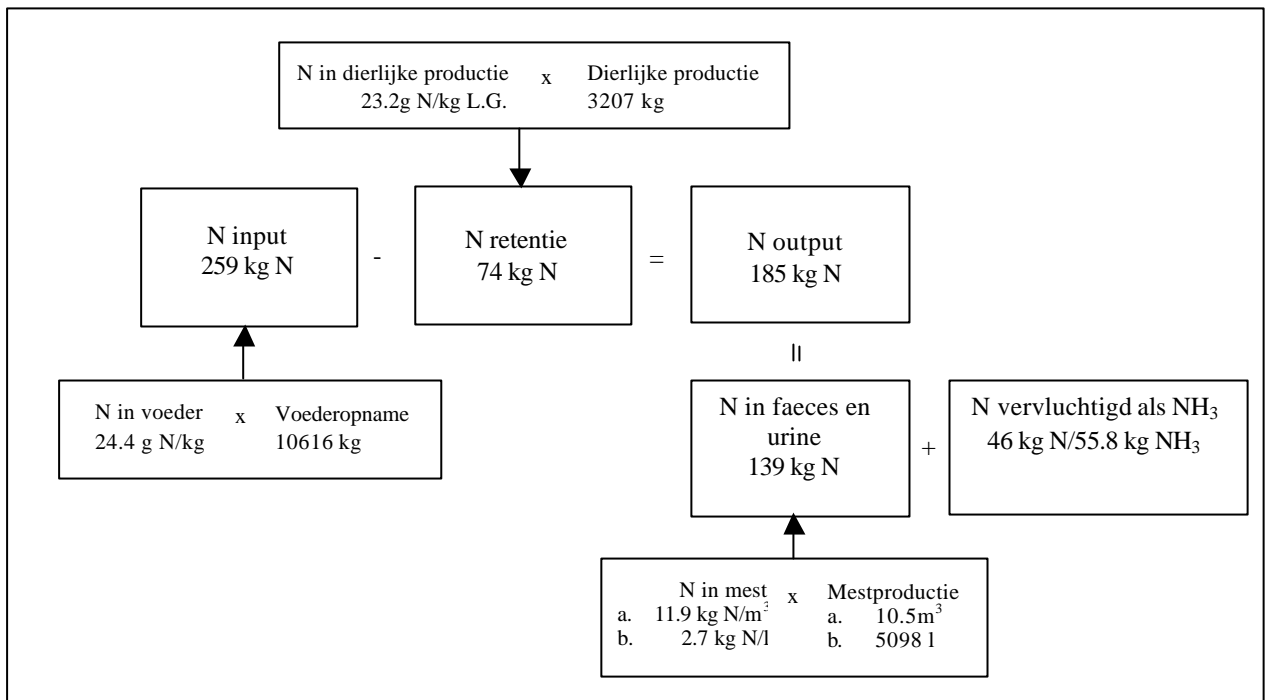 N in dierlijke productie x Dierlijke productie
23.2g N/kg L.G. 3207 kg
N input
259 kg N
-
N retentie
74 kg N
=
N output
185 kg N
=
N in voeder x Voederopname
24.4 g N/kg 10616 kg
N in faeces en
urine
139 kg N
+
N vervluchtigd als NH₃
46 kg N/55.8 kg NH₃
N in mest x Mestproductie
a. 11.9 kg N/m³ a. 10.5m³
b. 2.7 kg N/l b. 5098 l